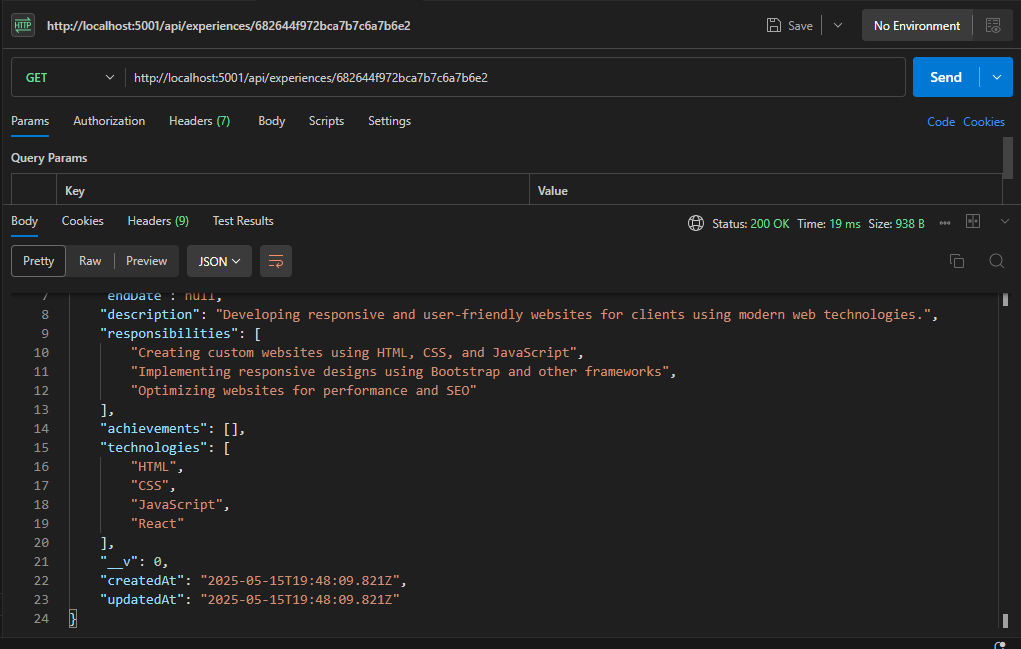 HTTP http://localhost:5001/api/experiences/682644f972bca7b7c6a7b6e2 Save No Environment
GET http://localhost:5001/api/experiences/682644f972bca7b7c6a7b6e2 Send
Params Authorization Headers (7) Body Scripts Settings Code Cookies
Query Params
Key Value
Body Cookies Headers (9) Test Results Status: 200 OK Time: 19 ms Size: 938 B
Pretty Raw Preview JSON
7 "endDate": null,
8 "description": "Developing responsive and user-friendly websites for clients using modern web technologies.",
9 "responsibilities": [
10 "Creating custom websites using HTML, CSS, and JavaScript",
11 "Implementing responsive designs using Bootstrap and other frameworks",
12 "Optimizing websites for performance and SEO"
13 ],
14 "achievements": [],
15 "technologies": [
16 "HTML",
17 "CSS",
18 "JavaScript",
19 "React"
20 ],
21 "__v": 0,
22 "createdAt": "2025-05-15T19:48:09.821Z",
23 "updatedAt": "2025-05-15T19:48:09.821Z"
24 }